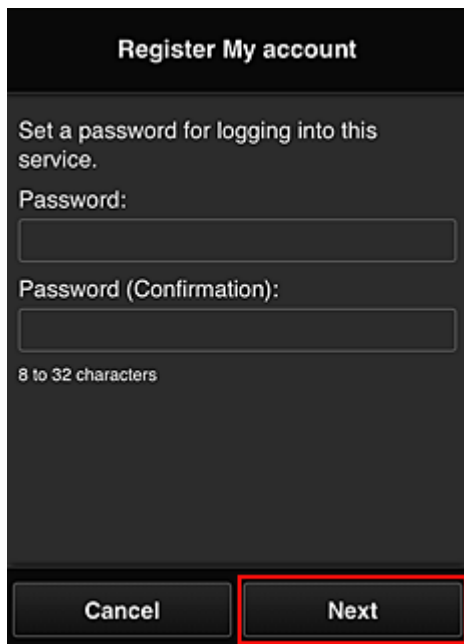 Register My account
Set a password for logging into this
service.
Password:
Password (Confirmation):
8 to 32 characters
Cancel
Next